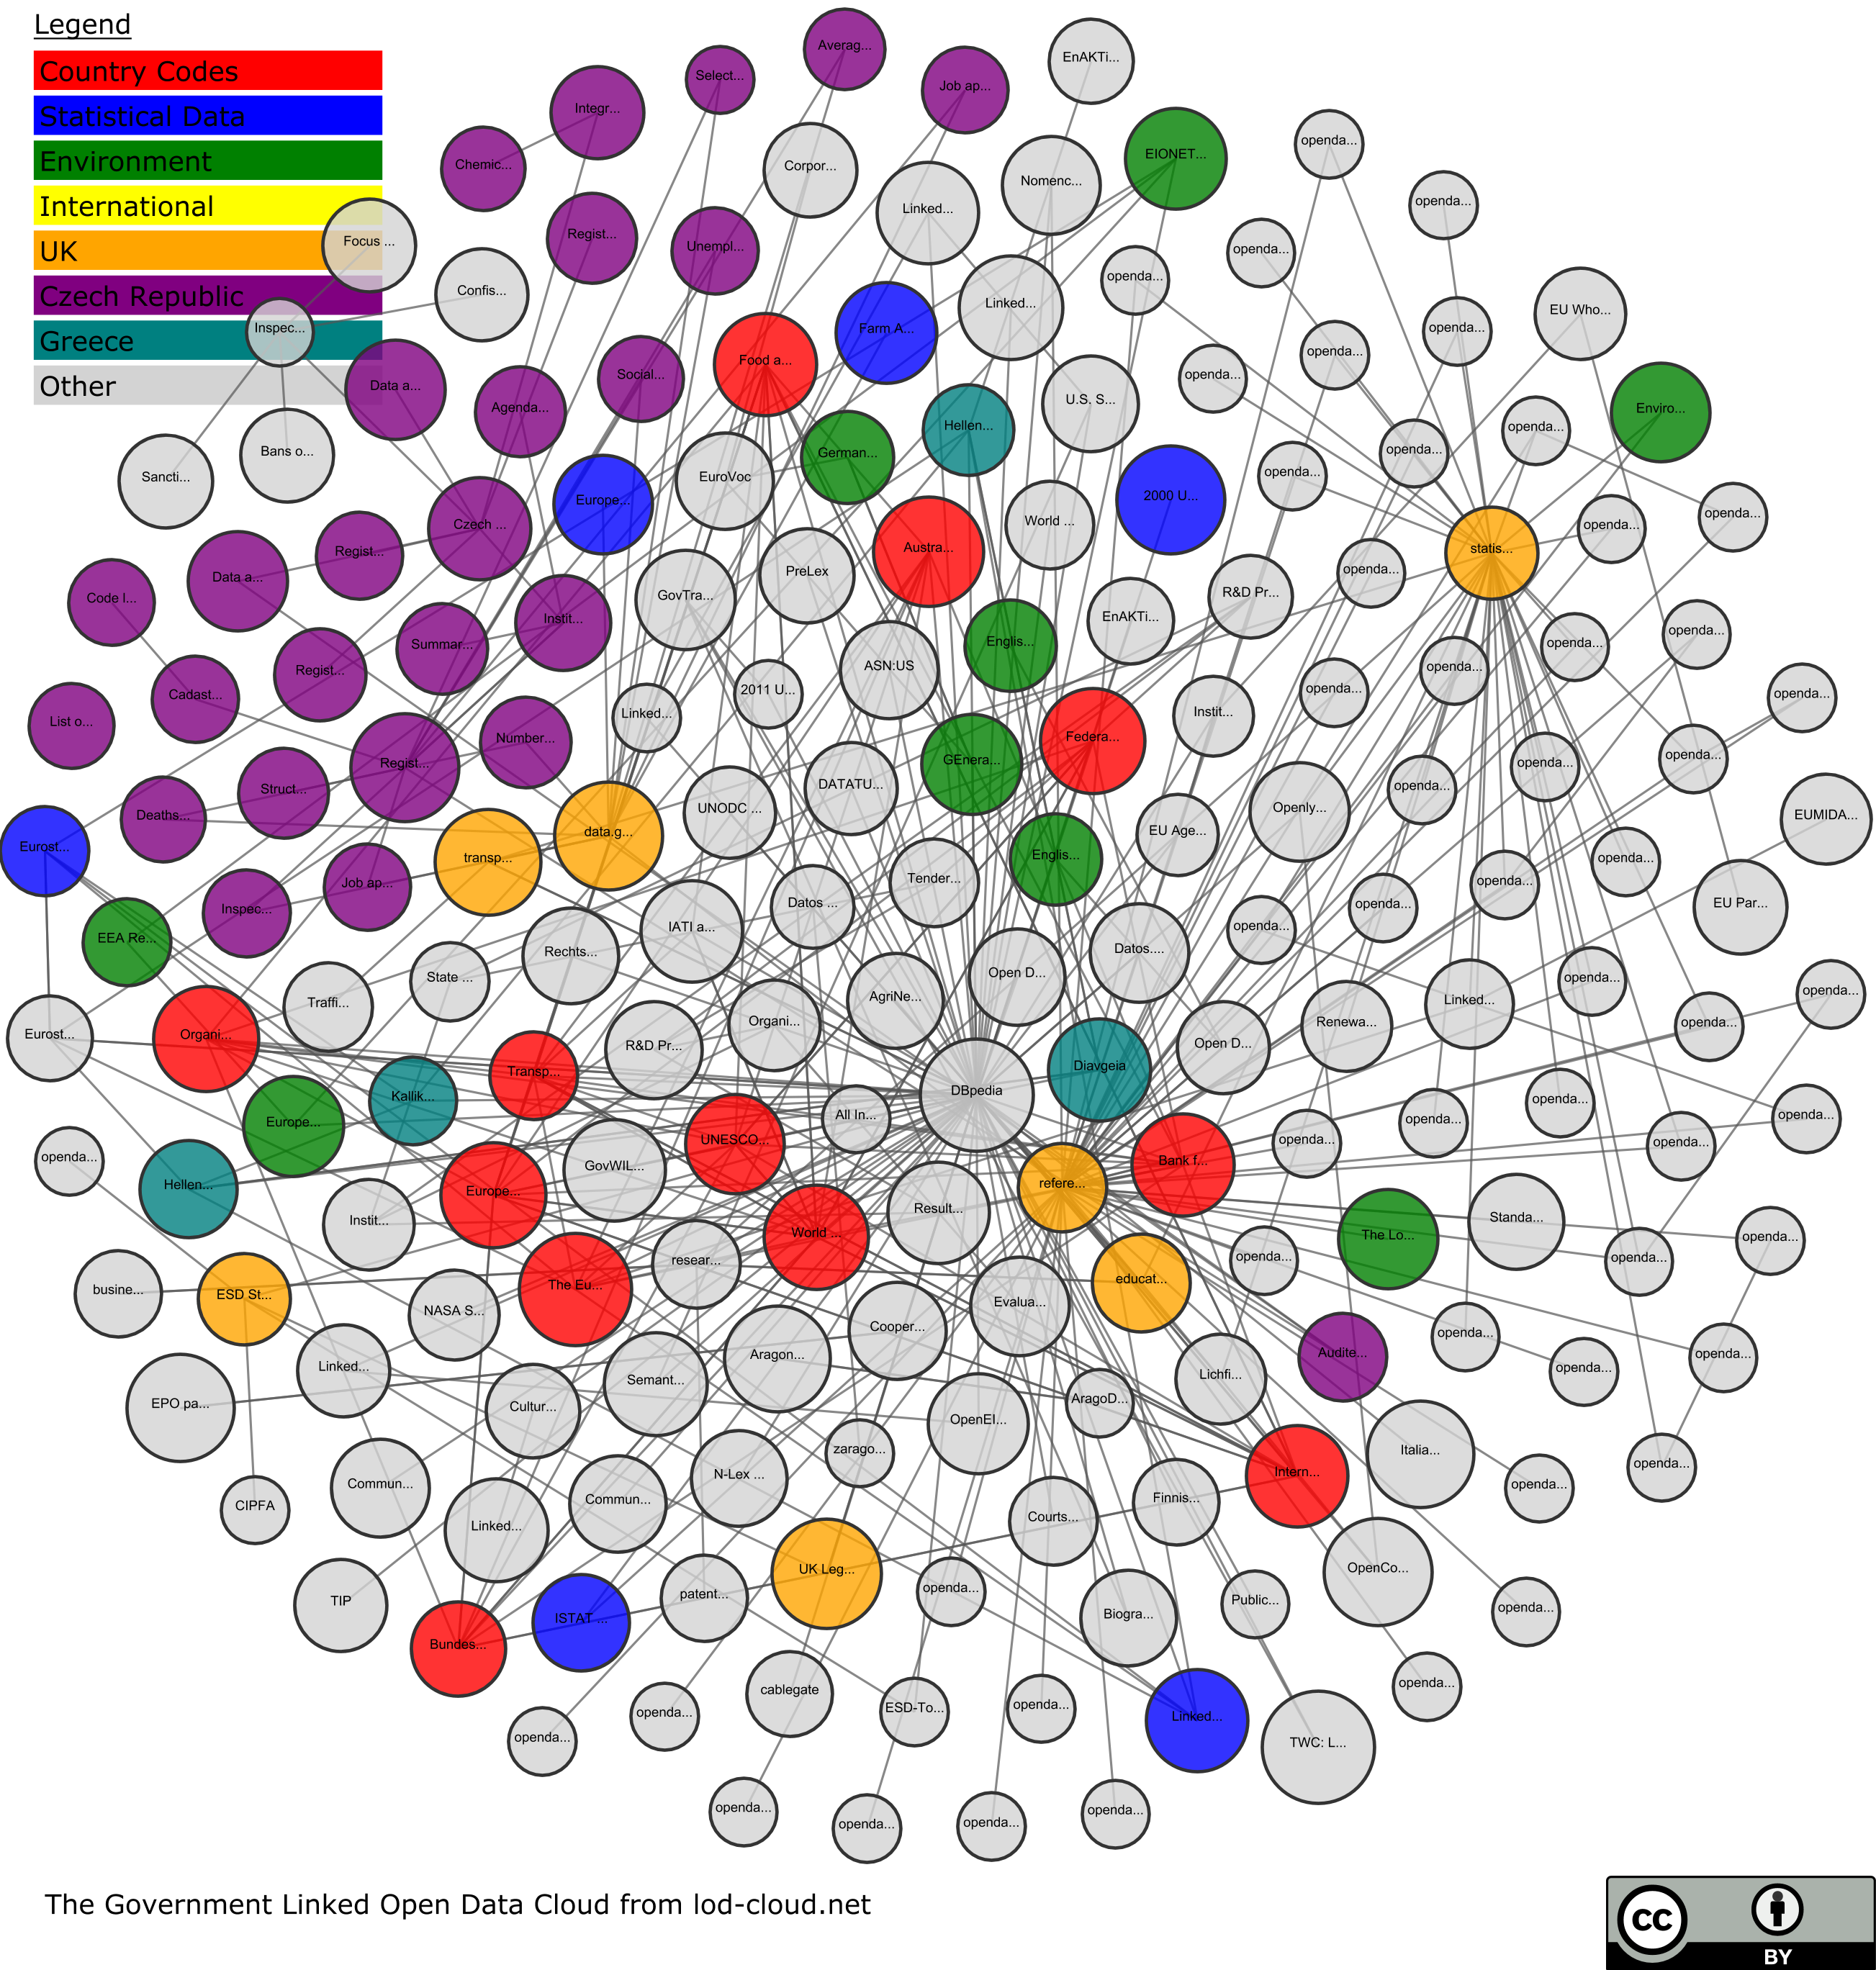 Legend
Country Codes
Statistical Data
Environment
International
UK
Czech Republic
Greece
Other
Averag...
EnAKTi...
Select...
Job ap...
Integr...
Chemic...
Corpor...
EIONET...
openda...
Nomenc...
Linked...
openda...
Regist...
Focus ...
Unempl...
openda...
openda...
Confis...
Linked...
EU Who...
Inspec...
Farm A...
openda...
openda...
Food a...
Social...
openda...
Data a...
U.S. S...
Agenda...
Enviro...
Hellen...
openda...
openda...
Bans o...
German...
Sancti...
EuroVoc
openda...
2000 U...
Europe...
openda...
Czech ...
World ...
openda...
Regist...
Austra...
statis...
Data a...
PreLex
openda...
GovTra...
R&D Pr...
Code l...
Instit...
EnAKTi...
Summar...
Englis...
openda...
openda...
Regist...
ASN:US
openda...
Cadast...
2011 U...
openda...
openda...
List o...
Linked...
Instit...
Number...
Federa...
Regist...
GEnera...
openda...
openda...
Struct...
DATATU...
openda...
Deaths...
UNODC ...
Openly...
EUMIDA...
data.g...
EU Age...
Eurost...
transp...
Englis...
openda...
Job ap...
Tender...
openda...
Inspec...
Datos ...
openda...
EU Par...
EEA Re...
IATI a...
openda...
Rechts...
Datos....
State ...
Open D...
openda...
openda...
Traffi...
AgriNe...
Linked...
Eurost...
Organi...
Organi...
Renewa...
openda...
R&D Pr...
Open D...
Transp...
Diavgeia
Kallik...
DBpedia
openda...
All In...
openda...
openda...
Europe...
UNESCO...
openda...
openda...
openda...
GovWIL...
Bank f...
Hellen...
Europe...
refere...
Instit...
World ...
Result...
The Lo...
Standa...
openda...
resear...
openda...
openda...
busine...
ESD St...
The Eu...
educat...
NASA S...
Evalua...
Cooper...
openda...
Linked...
Aragon...
Audite...
openda...
openda...
EPO pa...
Semant...
Lichfi...
Cultur...
AragoD...
OpenEI...
zarago...
Italia...
openda...
Commun...
N-Lex ...
Intern...
openda...
CIPFA
Linked...
Commun...
Courts...
Finnis...
UK Leg...
OpenCo...
TIP
patent...
openda...
Public...
openda...
Bundes...
ISTAT ...
Biogra...
cablegate
openda...
openda...
openda...
ESD-To...
openda...
Linked...
TWC: L...
openda...
openda...
openda...
openda...
The Government Linked Open Data Cloud from lod-cloud.net
CC
BY